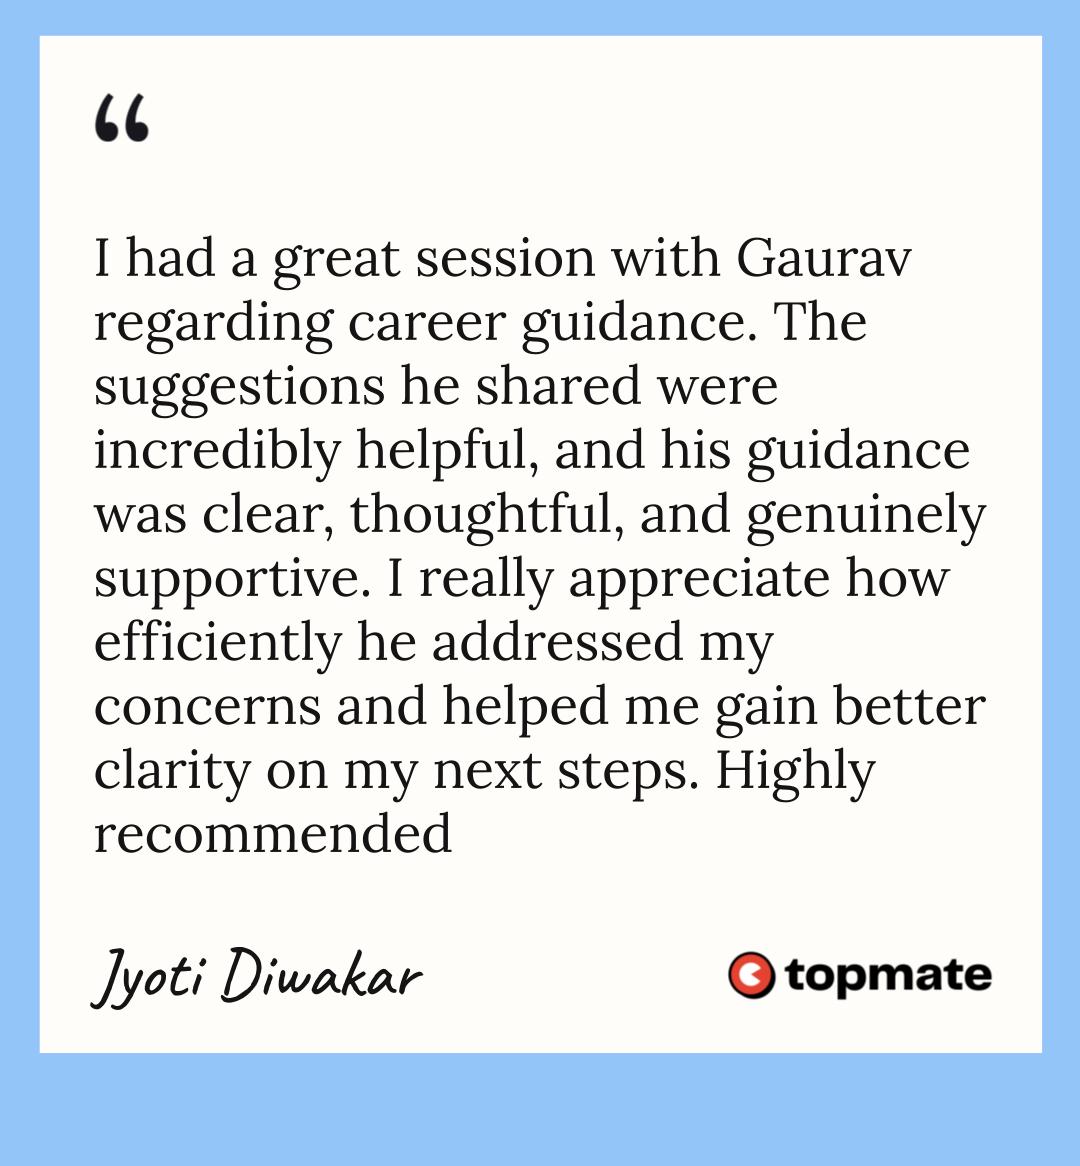 “
I had a great session with Gaurav
regarding career guidance. The
suggestions he shared were
incredibly helpful, and his guidance
was clear, thoughtful, and genuinely
supportive. I really appreciate how
efficiently he addressed my
concerns and helped me gain better
clarity on my next steps. Highly
recommended
Jyoti Diwakar
topmate